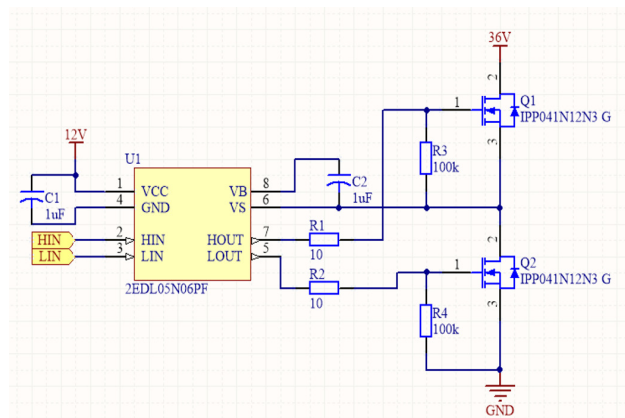 36V
2
1
Q1
IPP041N12N3 G
3
12V
U1
R3
100k
C1
1uF
1
VCC
4
GND
2
HIN
3
LIN
HIN
LIN
VB
8
VS
6
HOUT
7
LOUT
5
2EDL05N06PF
C2
1uF
R1
10
R2
10
2
1
Q2
IPP041N12N3 G
3
R4
100k
GND